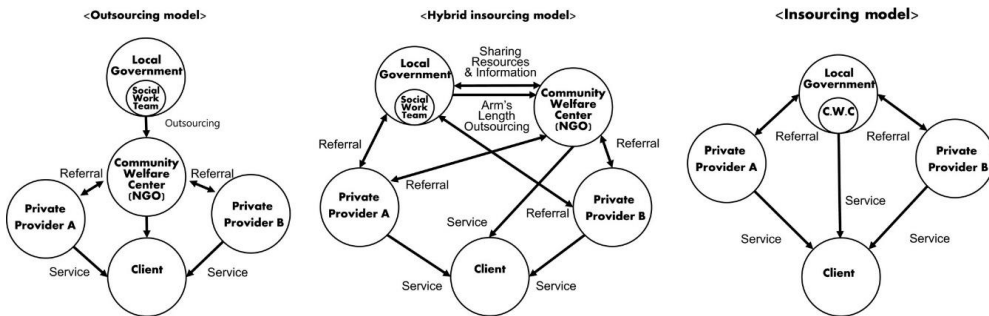 <Outsourcing model>
Local
Government
Social
Work
Team
Outsourcing
Community
Welfare
Center
(NGO)
Referral
Referral
Private
Provider A
Private
Provider B
Service
Service
Client
<Hybrid insourcing model>
Local
Government
Social
Work
Team
Sharing
Resources
& Information
Arm's
Length
Outsourcing
Community
Welfare
Center
(NGO)
Referral
Referral
Referral
Referral
Private
Provider A
Private
Provider B
Service
Service
Service
Client
<Insourcing model>
Local
Government
C.W.C
Referral
Referral
Private
Provider A
Private
Provider B
Service
Service
Service
Client